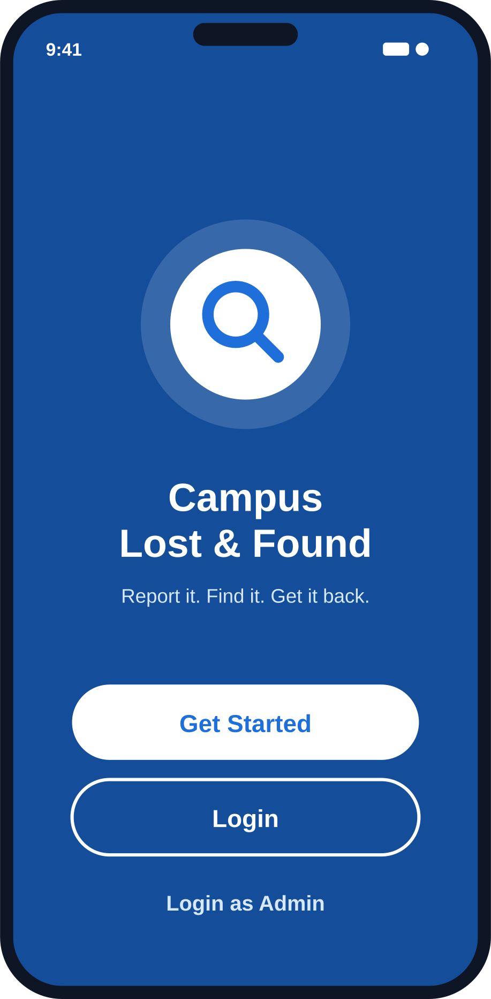 9:41
Campus
Lost & Found
Report it. Find it. Get it back.
Get Started
Login
Login as Admin